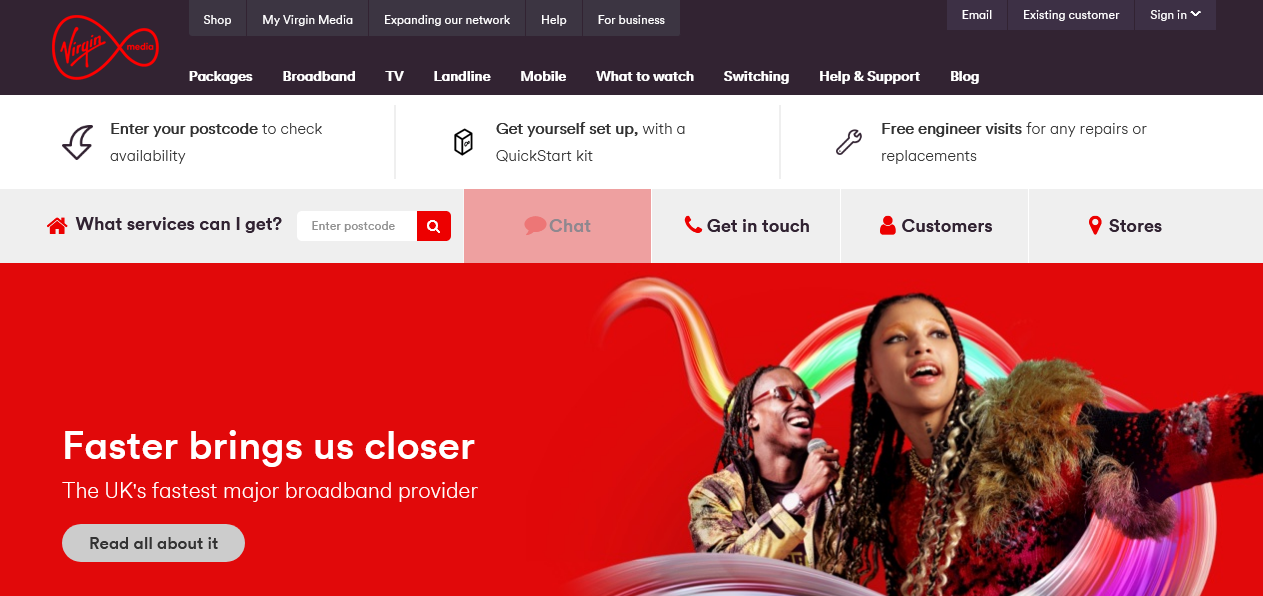 Shop
My Virgin Media
Expanding our network
Help
For business
Email
Existing customer
Sign in
Virgin media
Packages
Broadband
TV
Landline
Mobile
What to watch
Switching
Help & Support
Blog
Enter your postcode to check
availability
Get yourself set up, with a
QuickStart kit
Free engineer visits for any repairs or
replacements
What services can I get?
Enter postcode
Chat
Get in touch
Customers
Stores
Faster brings us closer
The UK's fastest major broadband provider
Read all about it